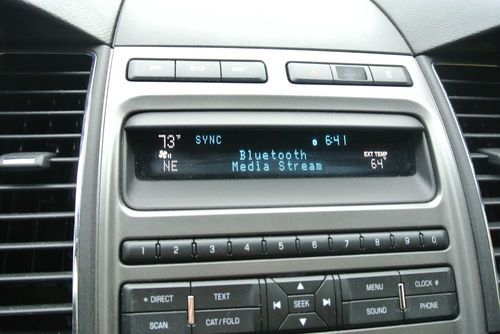 73°F SYNC 6:41
Bluetooth EXT TEMP
NE Media Stream 64°
1 2 3 4 5 6 7 8 9 0
* DIRECT TEXT SEEK MENU CLOCK #
SCAN CAT/FOLD SOUND PHONE